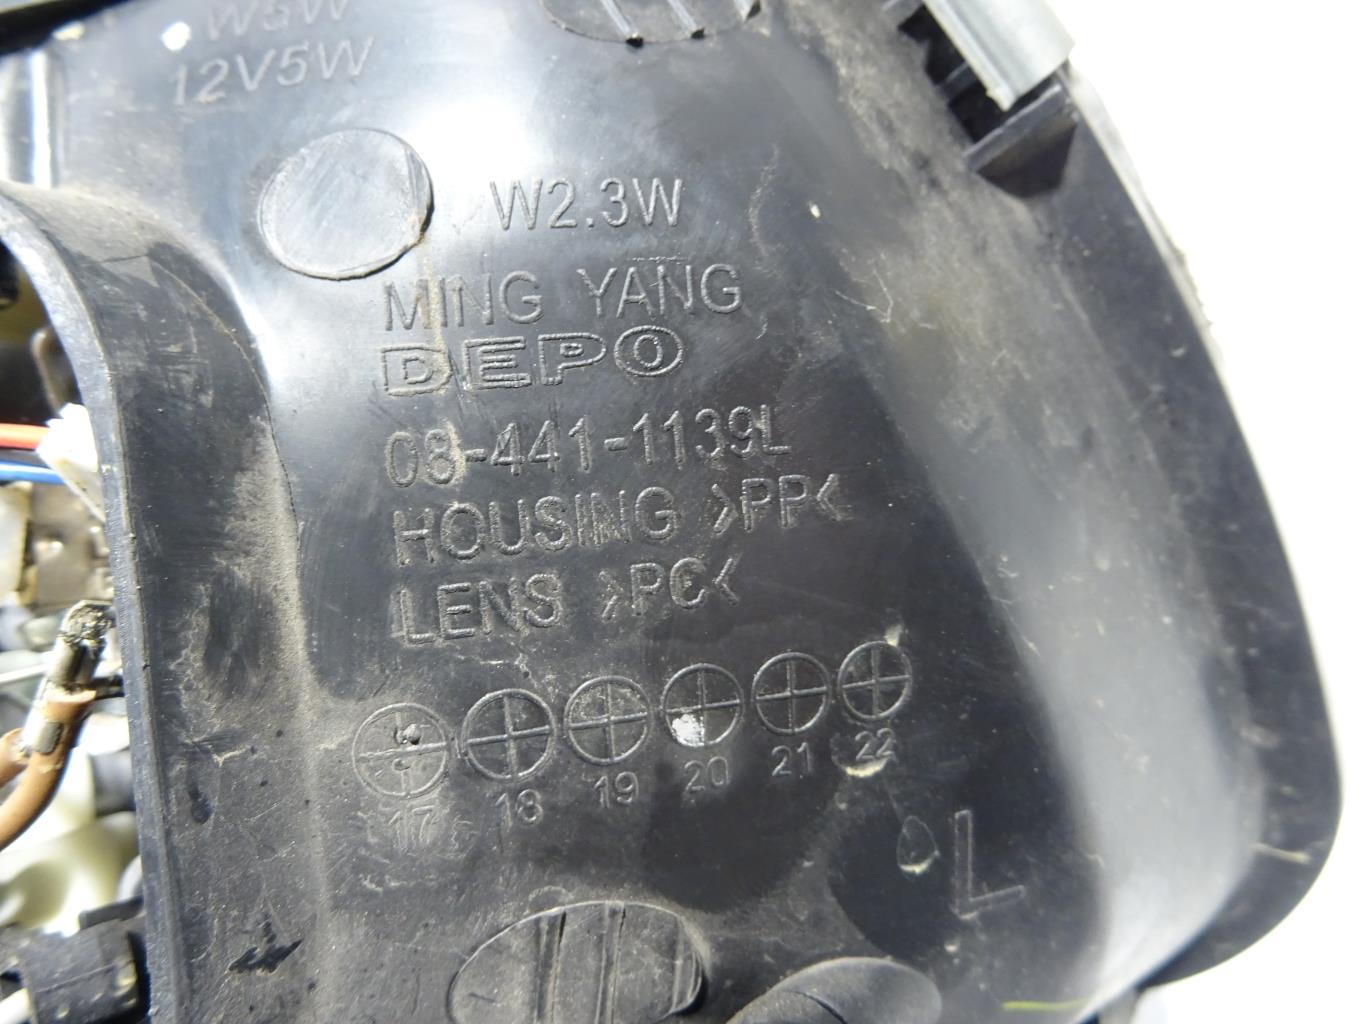 W5W
12V5W
W2.3W
MING YANG
DEPO
08-441-1139L
HOUSING >PP<
LENS >PC<
17 18 19 20 21 22
L